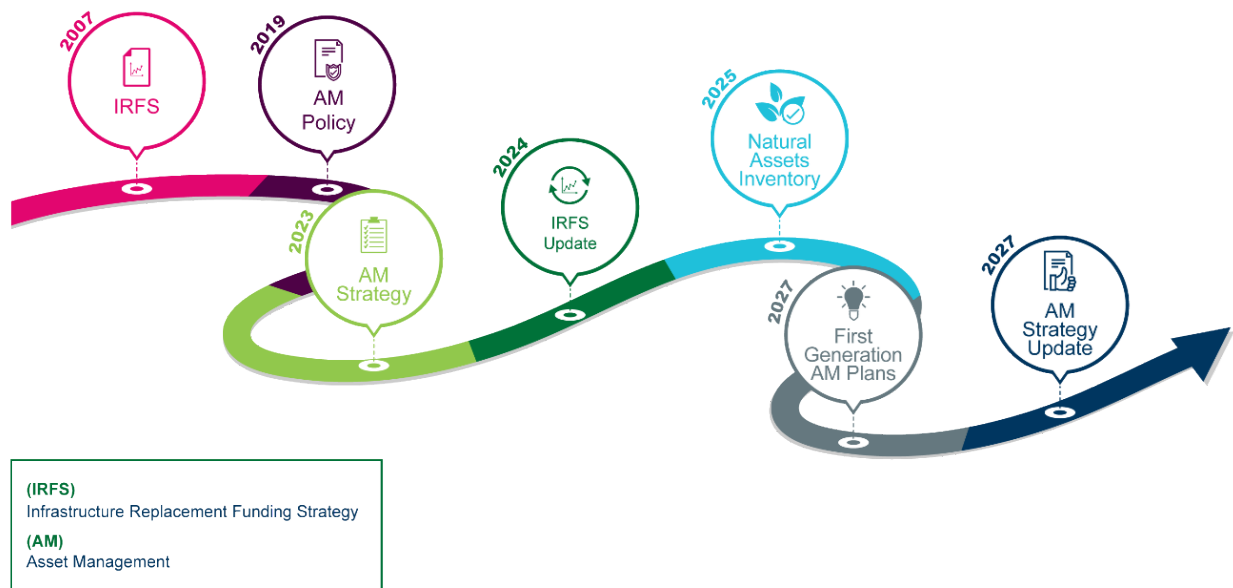 2007
IRFS
2019
AM
Policy
2023
AM
Strategy
2024
IRFS
Update
2025
Natural
Assets
Inventory
2027
First
Generation
AM Plans
2027
AM
Strategy
Update
(IRFS)
Infrastructure Replacement Funding Strategy
(AM)
Asset Management